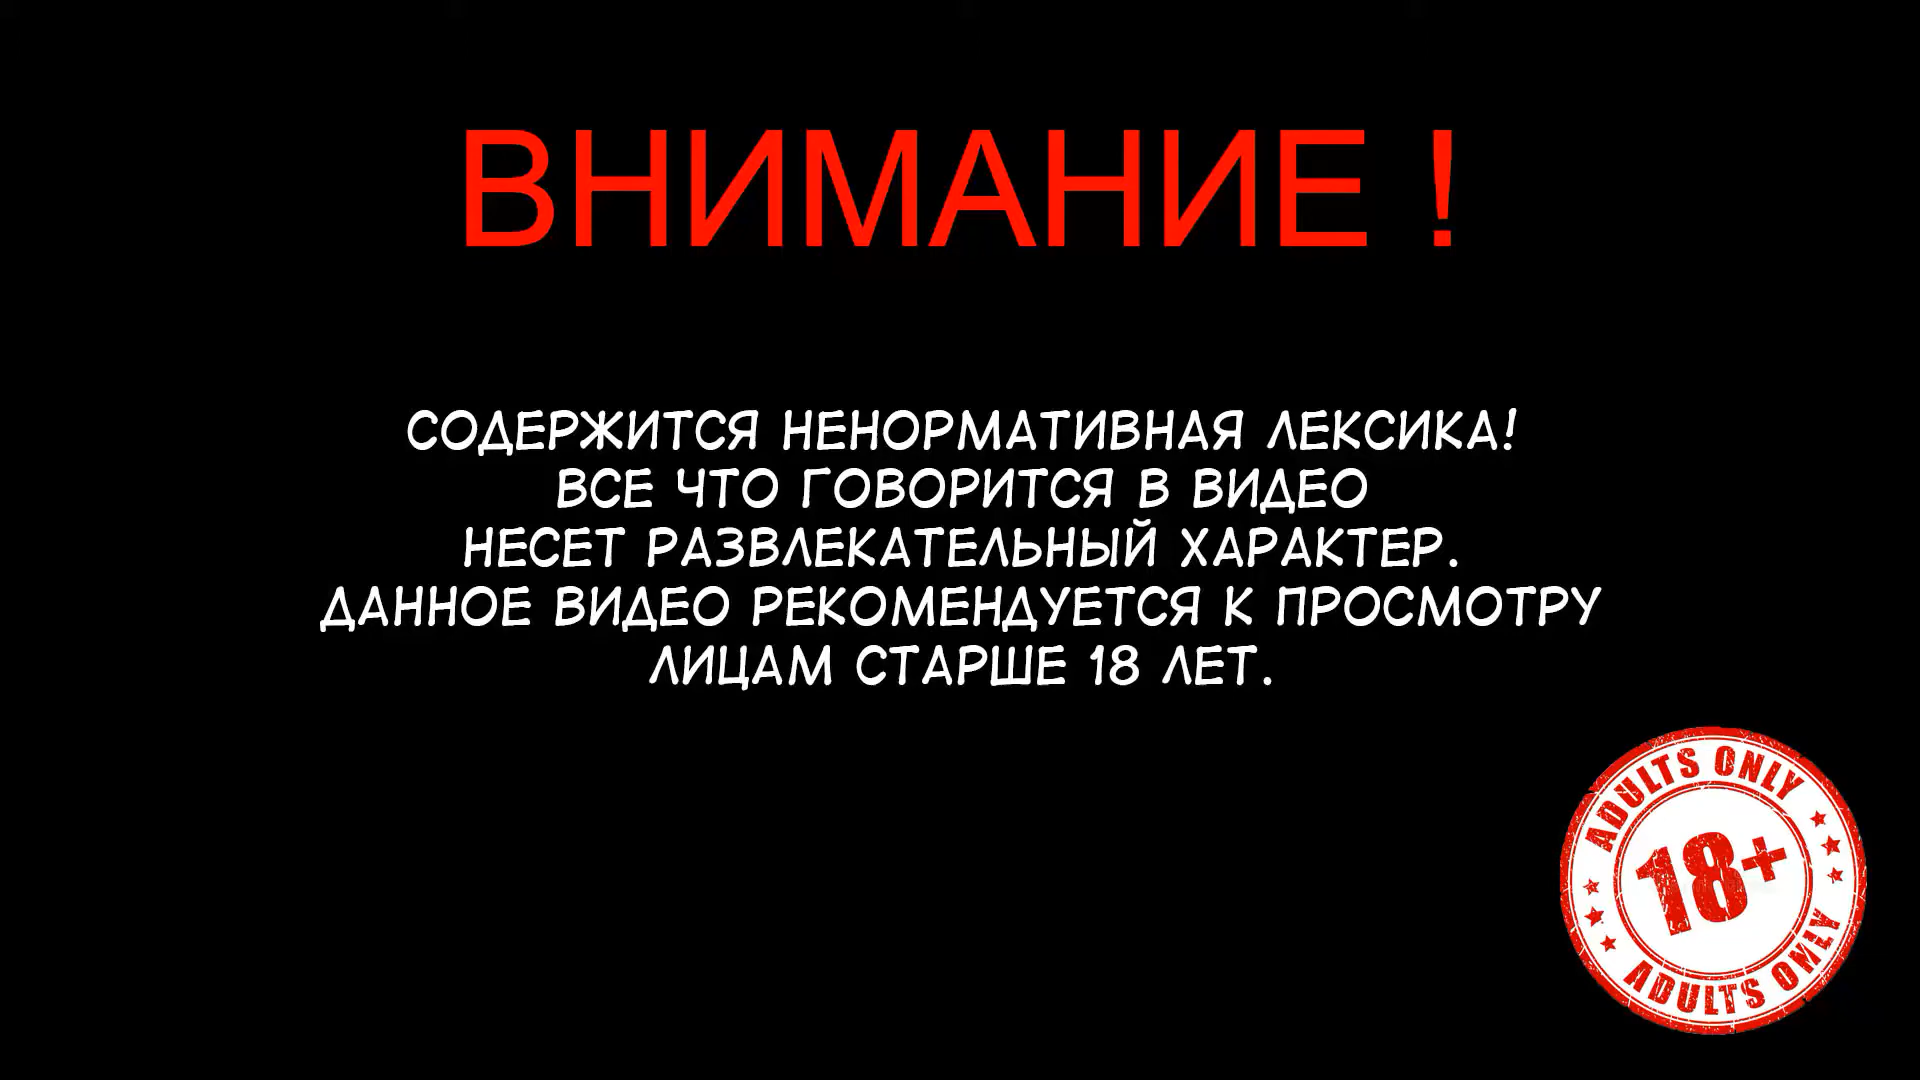 ВНИМАНИЕ !
СОДЕРЖИТСЯ НЕНОРМАТИВНАЯ ЛЕКСИКА!
ВСЕ ЧТО ГОВОРИТСЯ В ВИДЕО
НЕСЕТ РАЗВЛЕКАТЕЛЬНЫЙ ХАРАКТЕР.
ДАННОЕ ВИДЕО РЕКОМЕНДУЕТСЯ К ПРОСМОТРУ
ЛИЦАМ СТАРШЕ 18 ЛЕТ.
ADULTS ONLY
18+
ADULTS ONLY